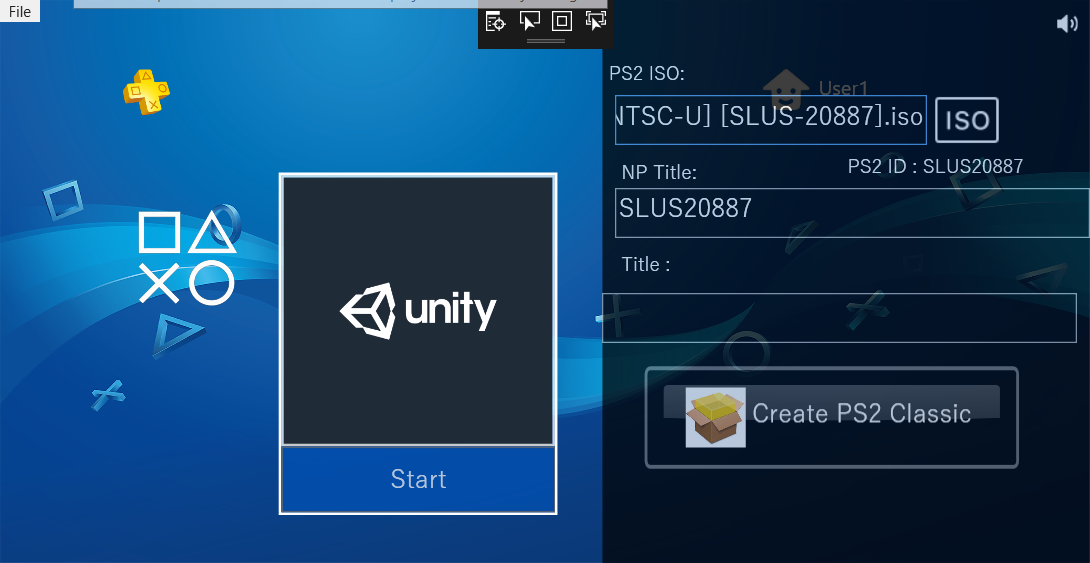 File
PS2 ISO:
User1
NTSC-U] [SLUS-20887].iso
ISO
NP Title:
PS2 ID : SLUS20887
SLUS20887
Title :
unity
Create PS2 Classic
Start